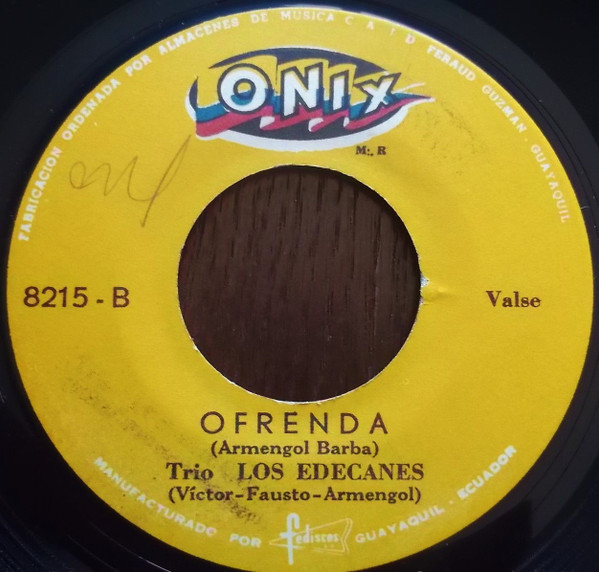 FABRICACION ORDENADA POR ALMACENES DE MUSICA C A I D FERAUD GUZMAN - GUAYAQUIL
ONIX
M:. R
8215 - B
Valse
OFRENDA
(Armengol Barba)
Trio LOS EDECANES
(Víctor-Fausto-Armengol)
MANUFACTURADO POR fediscos GUAYAQUIL - ECUADOR